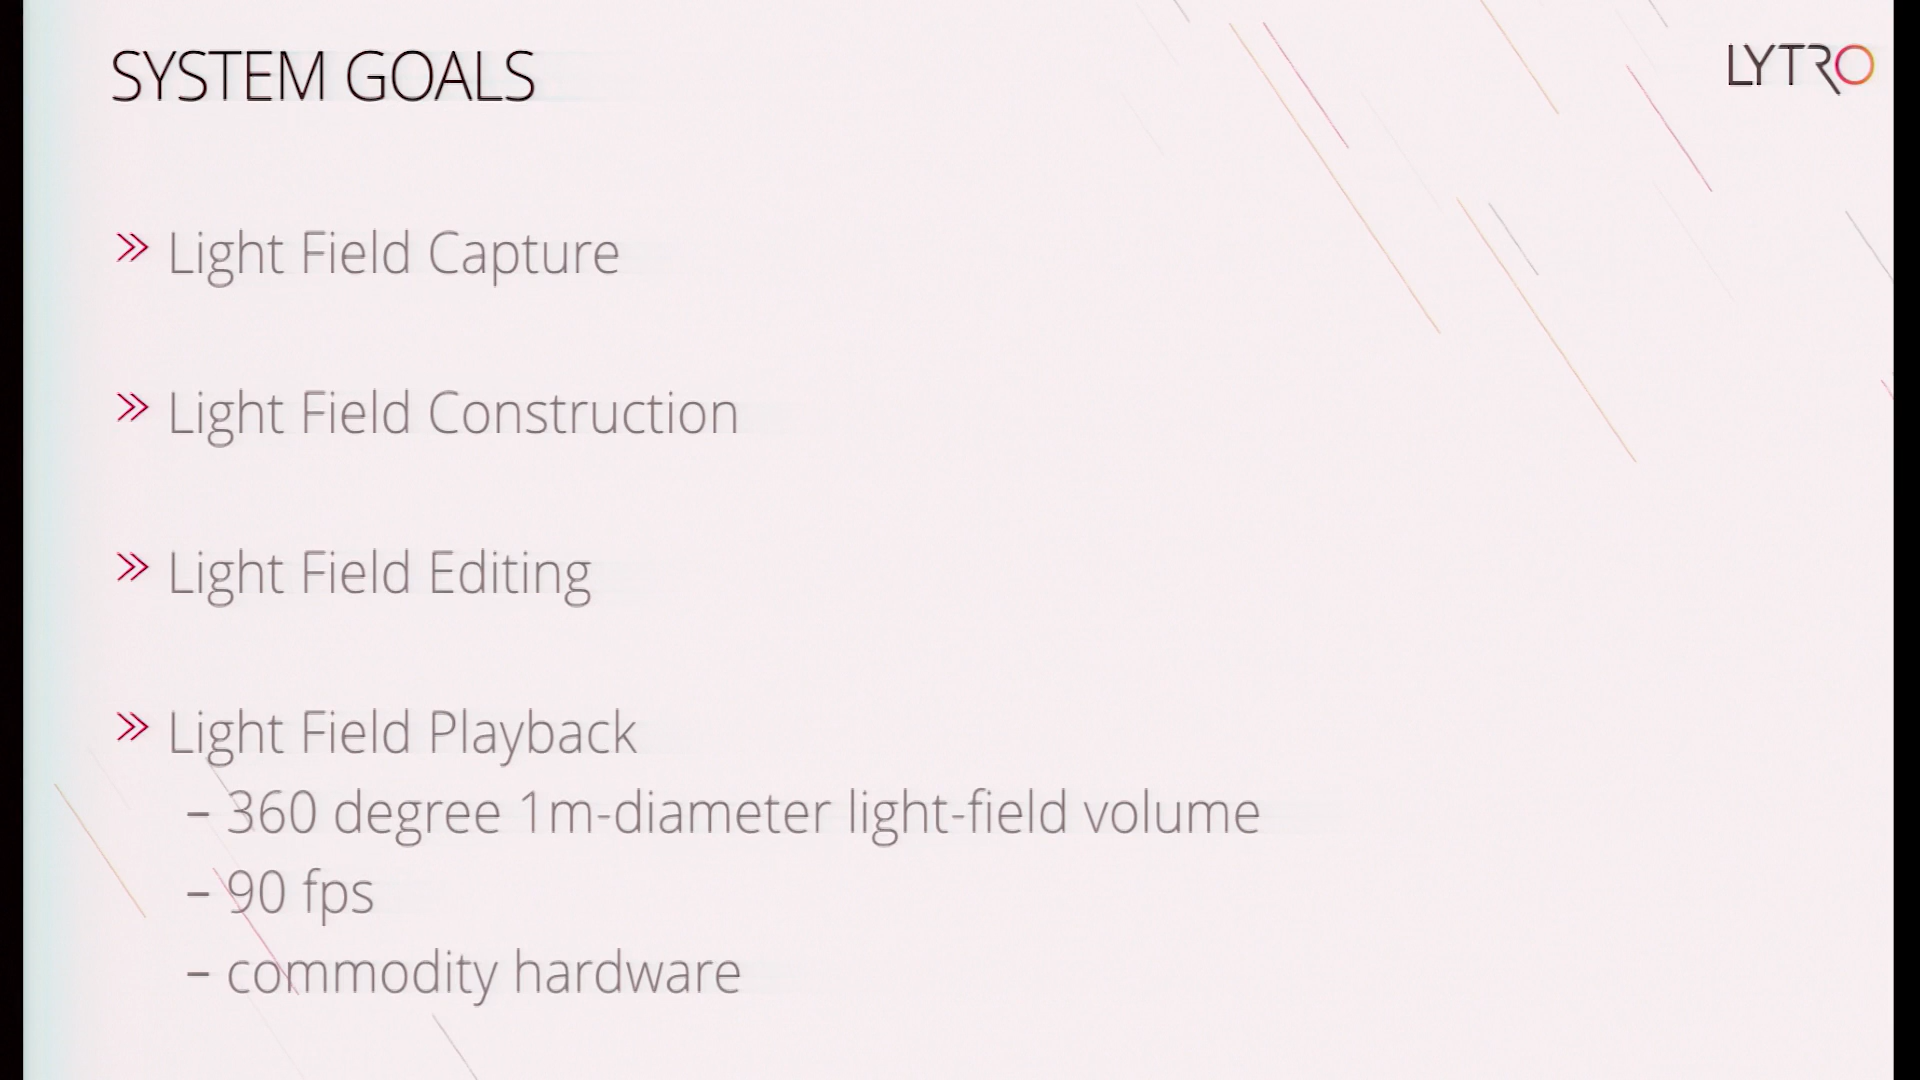 SYSTEM GOALS
LYTRO
» Light Field Capture
» Light Field Construction
» Light Field Editing
» Light Field Playback
– 360 degree 1m-diameter light-field volume
– 90 fps
– commodity hardware